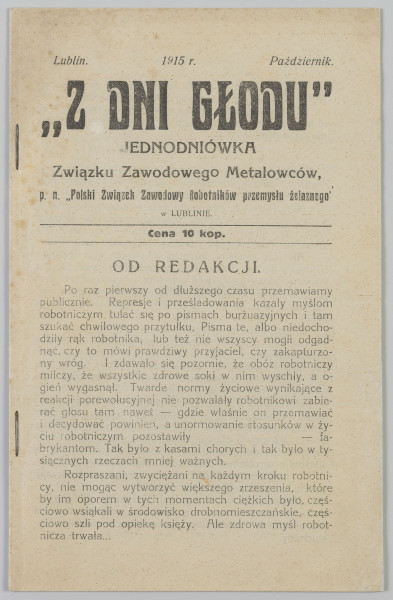 Lublin. 1915 r. Październik.
„Z DNI GŁODU”
JEDNODNIÓWKA
Związku Zawodowego Metalowców,
p. n. „Polski Związek Zawodowy Robotników przemysłu żelaznego”
w LUBLINIE.
Cena 10 kop.
OD REDAKCJI.
Po raz pierwszy od dłuższego czasu przemawiamy
publicznie. Represje i prześladowania kazały myślom
robotniczym tułać się po pismach burżuazyjnych i tam
szukać chwilowego przytułku, Pisma te, albo niedocho-
dziły rąk robotnika, lub też nie wszyscy mogli odgad-
nąć, czy to mówi prawdziwy przyjaciel, czy zakapturzo-
ny wróg. I zdawało się pozornie, że obóz robotniczy
milczy, że wszystkie zdrowe soki w nim wyschły, a o-
gień wygasnął. Twarde normy życiowe wynikające z
reakcji porewolucyjnej nie pozwalały robotnikowi zabie-
rać głosu tam nawet — gdzie właśnie on przemawiać
i decydować powinien, a unormowanie stosunków w ży-
ciu robotniczym pozostawiły — fa-
brykantom. Tak było z kasami chorych i tak było w ty-
siącznych rzeczach mniej ważnych.
Rozpraszani, zwyciężani na każdym kroku robotni-
cy, nie mogąc wytworzyć większego zrzeszenia, które
by im oporem w tych momentach ciężkich było, częś-
ciowo wsiąkali w środowisko drobnomieszczańskie, częś-
ciowo szli pod opiekę księży. Ale zdrowa myśl robot-
nicza trwała...